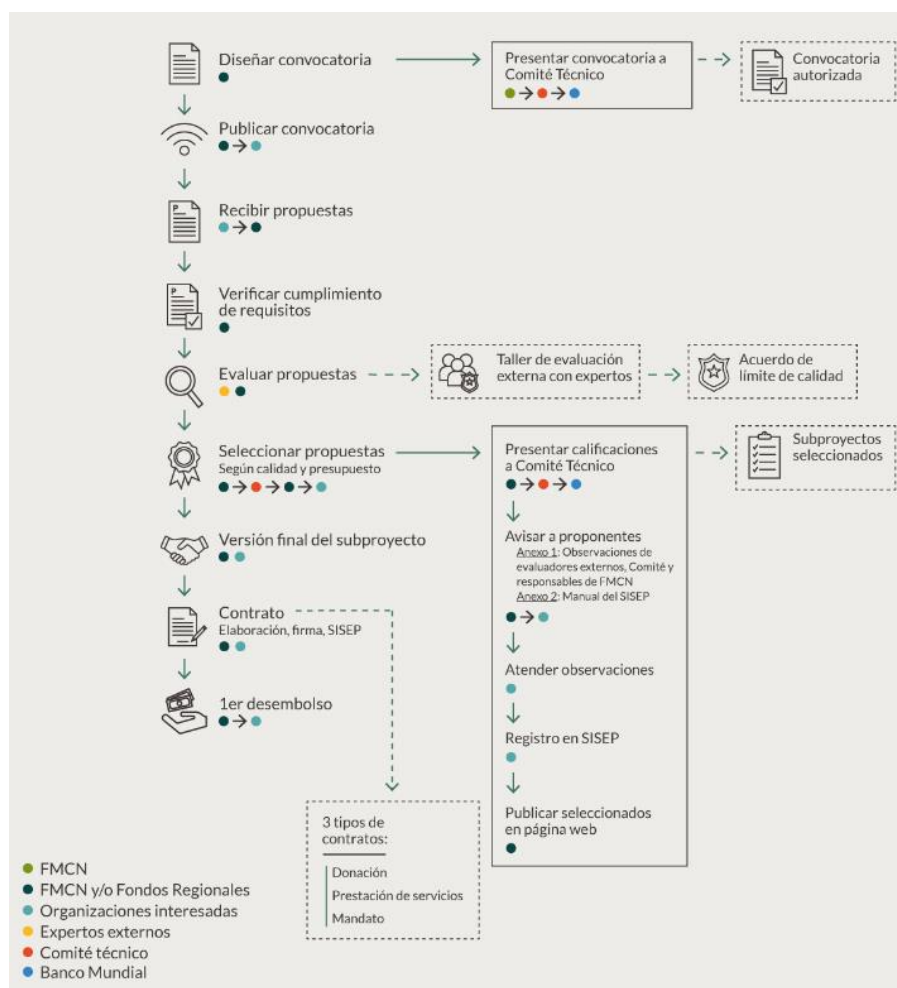 Diseñar convocatoria
Presentar convocatoria a
Comité Técnico
Convocatoria
autorizada
Publicar convocatoria
P
Recibir propuestas
P
Verificar cumplimiento
de requisitos
Evaluar propuestas
Taller de evaluación
externa con expertos
Acuerdo de
límite de calidad
Seleccionar propuestas
Según calidad y presupuesto
Presentar calificaciones
a Comité Técnico
Subproyectos
seleccionados
Avisar a proponentes
Anexo 1: Observaciones de
evaluadores externos, Comité y
responsables de FMCN
Anexo 2: Manual del SISEP
Atender observaciones
Registro en SISEP
Publicar seleccionados
en página web
Versión final del subproyecto
Contrato
Elaboración, firma, SISEP
1er desembolso
3 tipos de
contratos:
Donación
Prestación de servicios
Mandato
FMCN
FMCN y/o Fondos Regionales
Organizaciones interesadas
Expertos externos
Comité técnico
Banco Mundial